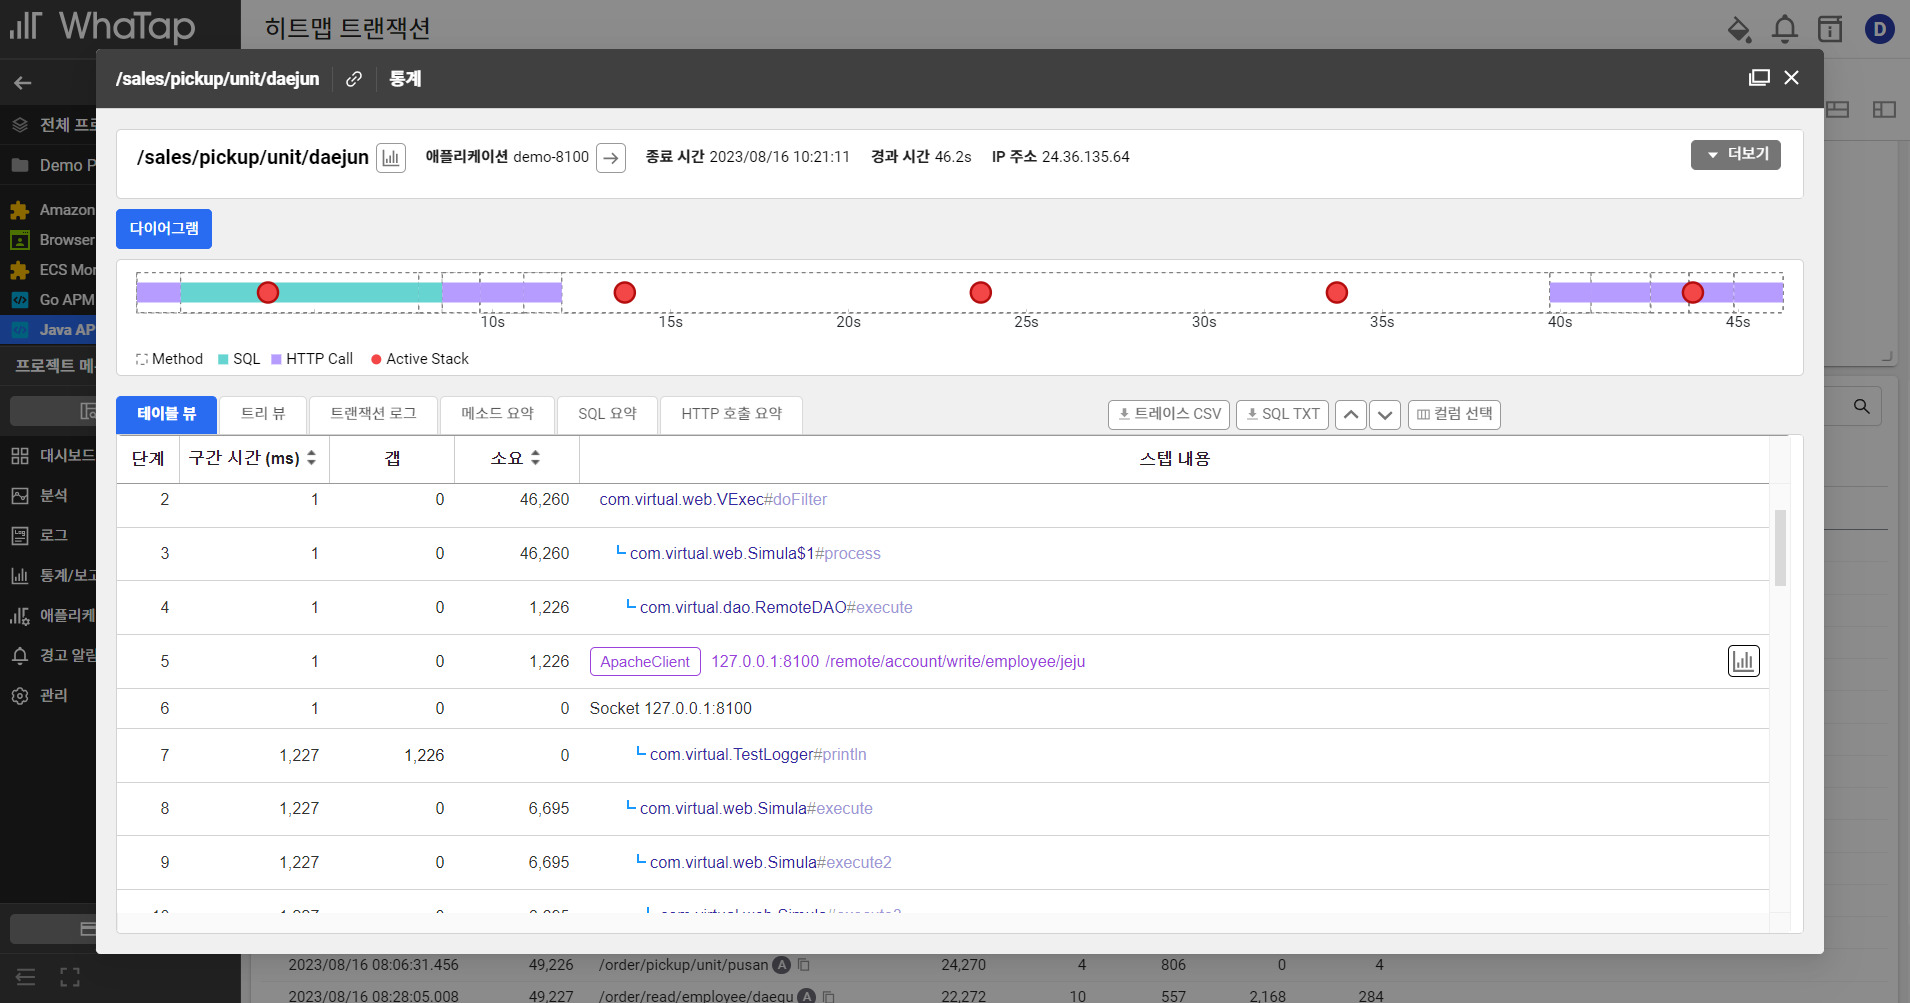 WhaTap
히트맵 트랜잭션
D
/sales/pickup/unit/daejun
통계
전체 프로
Demo P
Amazon
Browser
ECS Mor
Go APM
Java AP
프로젝트 메
대시보드
분석
로그
통계/보고
애플리케
경고 알림
관리
/sales/pickup/unit/daejun
애플리케이션 demo-8100
종료 시간 2023/08/16 10:21:11
경과 시간 46.2s
IP 주소 24.36.135.64
더보기
다이어그램
10s 15s 20s 25s 30s 35s 40s 45s
Method SQL HTTP Call Active Stack
테이블 뷰 트리 뷰 트랜잭션 로그 메소드 요약 SQL 요약 HTTP 호출 요약
트레이스 CSV SQL TXT 컬럼 선택
단계 구간 시간 (ms) 갭 소요 스텝 내용
2 1 0 46,260 com.virtual.web.VExec#doFilter
3 1 0 46,260 com.virtual.web.Simula$1#process
4 1 0 1,226 com.virtual.dao.RemoteDAO#execute
5 1 0 1,226 ApacheClient 127.0.0.1:8100 /remote/account/write/employee/jeju
6 1 0 0 Socket 127.0.0.1:8100
7 1,227 1,226 0 com.virtual.TestLogger#println
8 1,227 0 6,695 com.virtual.web.Simula#execute
9 1,227 0 6,695 com.virtual.web.Simula#execute2
2023/08/16 08:06:31.456 49,226 /order/pickup/unit/pusan A 24,270 4 806 0 4
2023/08/16 08:28:05.008 49,227 /order/read/employee/daegu A 22,272 10 557 2,168 284